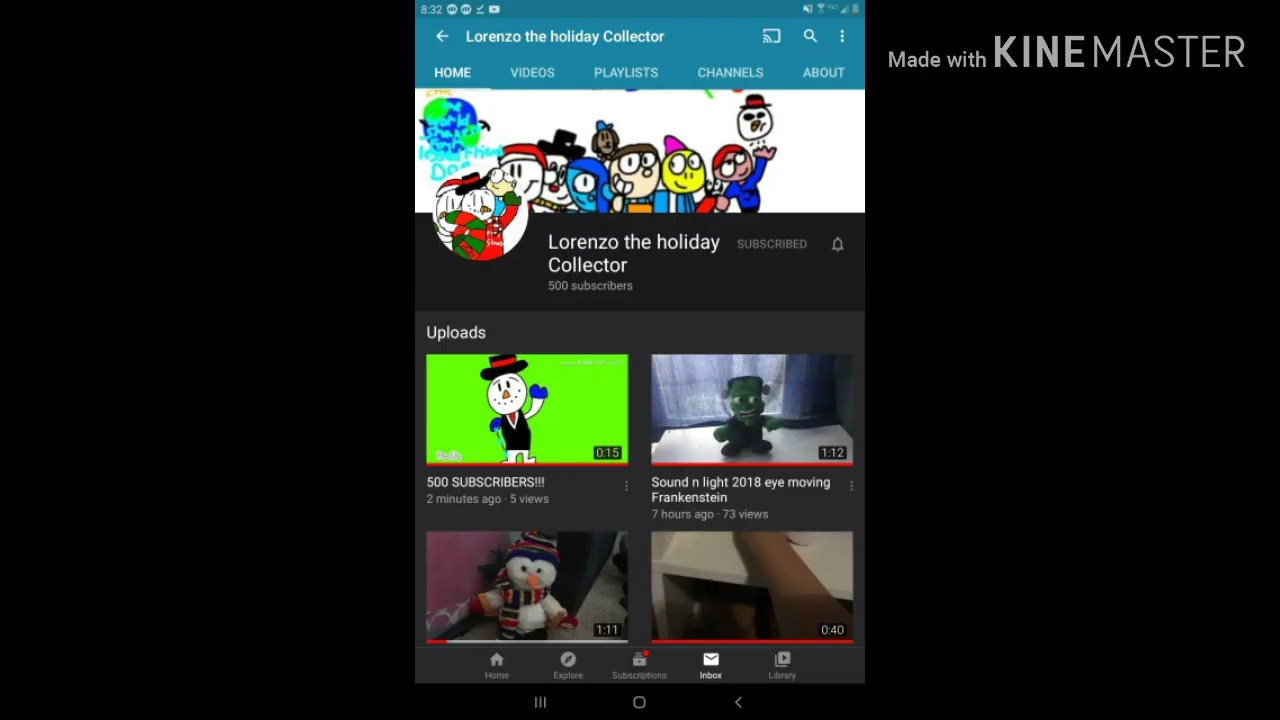 8:32
Lorenzo the holiday Collector
Made with KINEMASTER
HOME VIDEOS PLAYLISTS CHANNELS ABOUT
world
Lorenzo the holiday
Collector
SUBSCRIBED
500 subscribers
Uploads
0:15
1:12
500 SUBSCRIBERS!!!
2 minutes ago · 5 views
Sound n light 2018 eye moving
Frankenstein
7 hours ago · 73 views
1:11
0:40
Home Explore Subscriptions Inbox Library